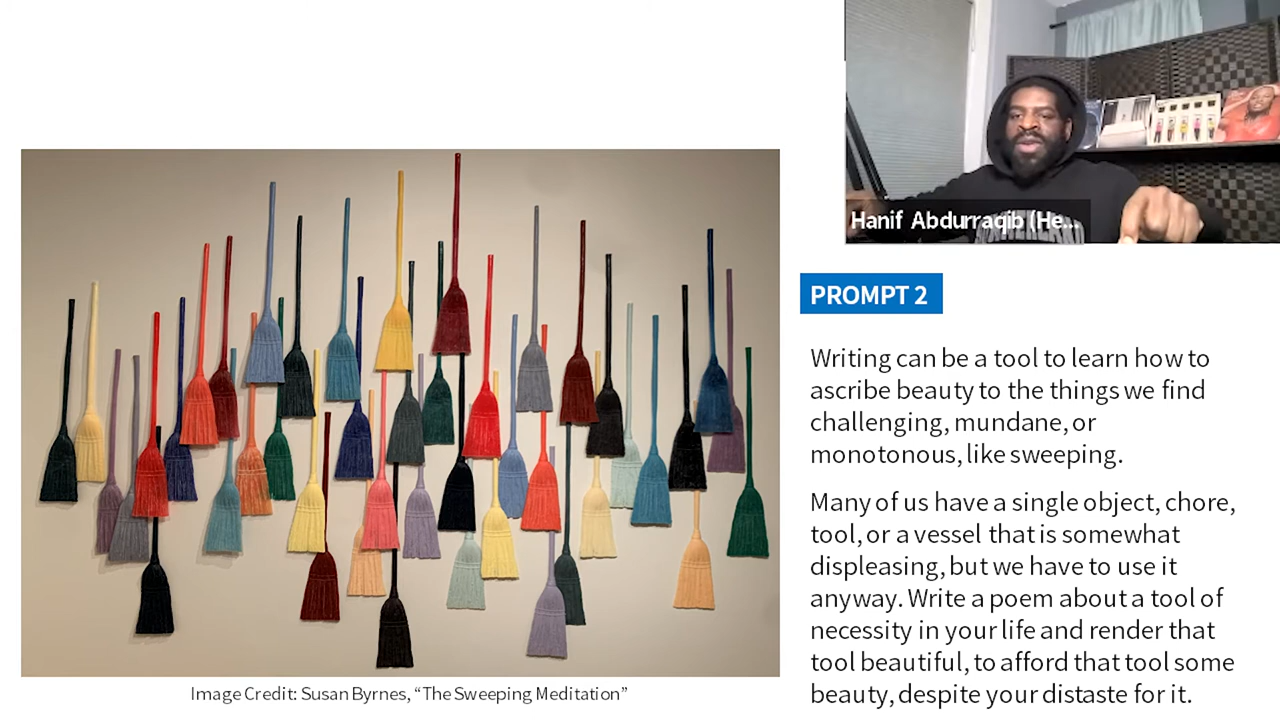 Hanif Abdurraqib (He...
PROMPT 2
Writing can be a tool to learn how to
ascribe beauty to the things we find
challenging, mundane, or
monotonous, like sweeping.
Many of us have a single object, chore,
tool, or a vessel that is somewhat
displeasing, but we have to use it
anyway. Write a poem about a tool of
necessity in your life and render that
tool beautiful, to afford that tool some
beauty, despite your distaste for it.
Image Credit: Susan Byrnes, “The Sweeping Meditation”